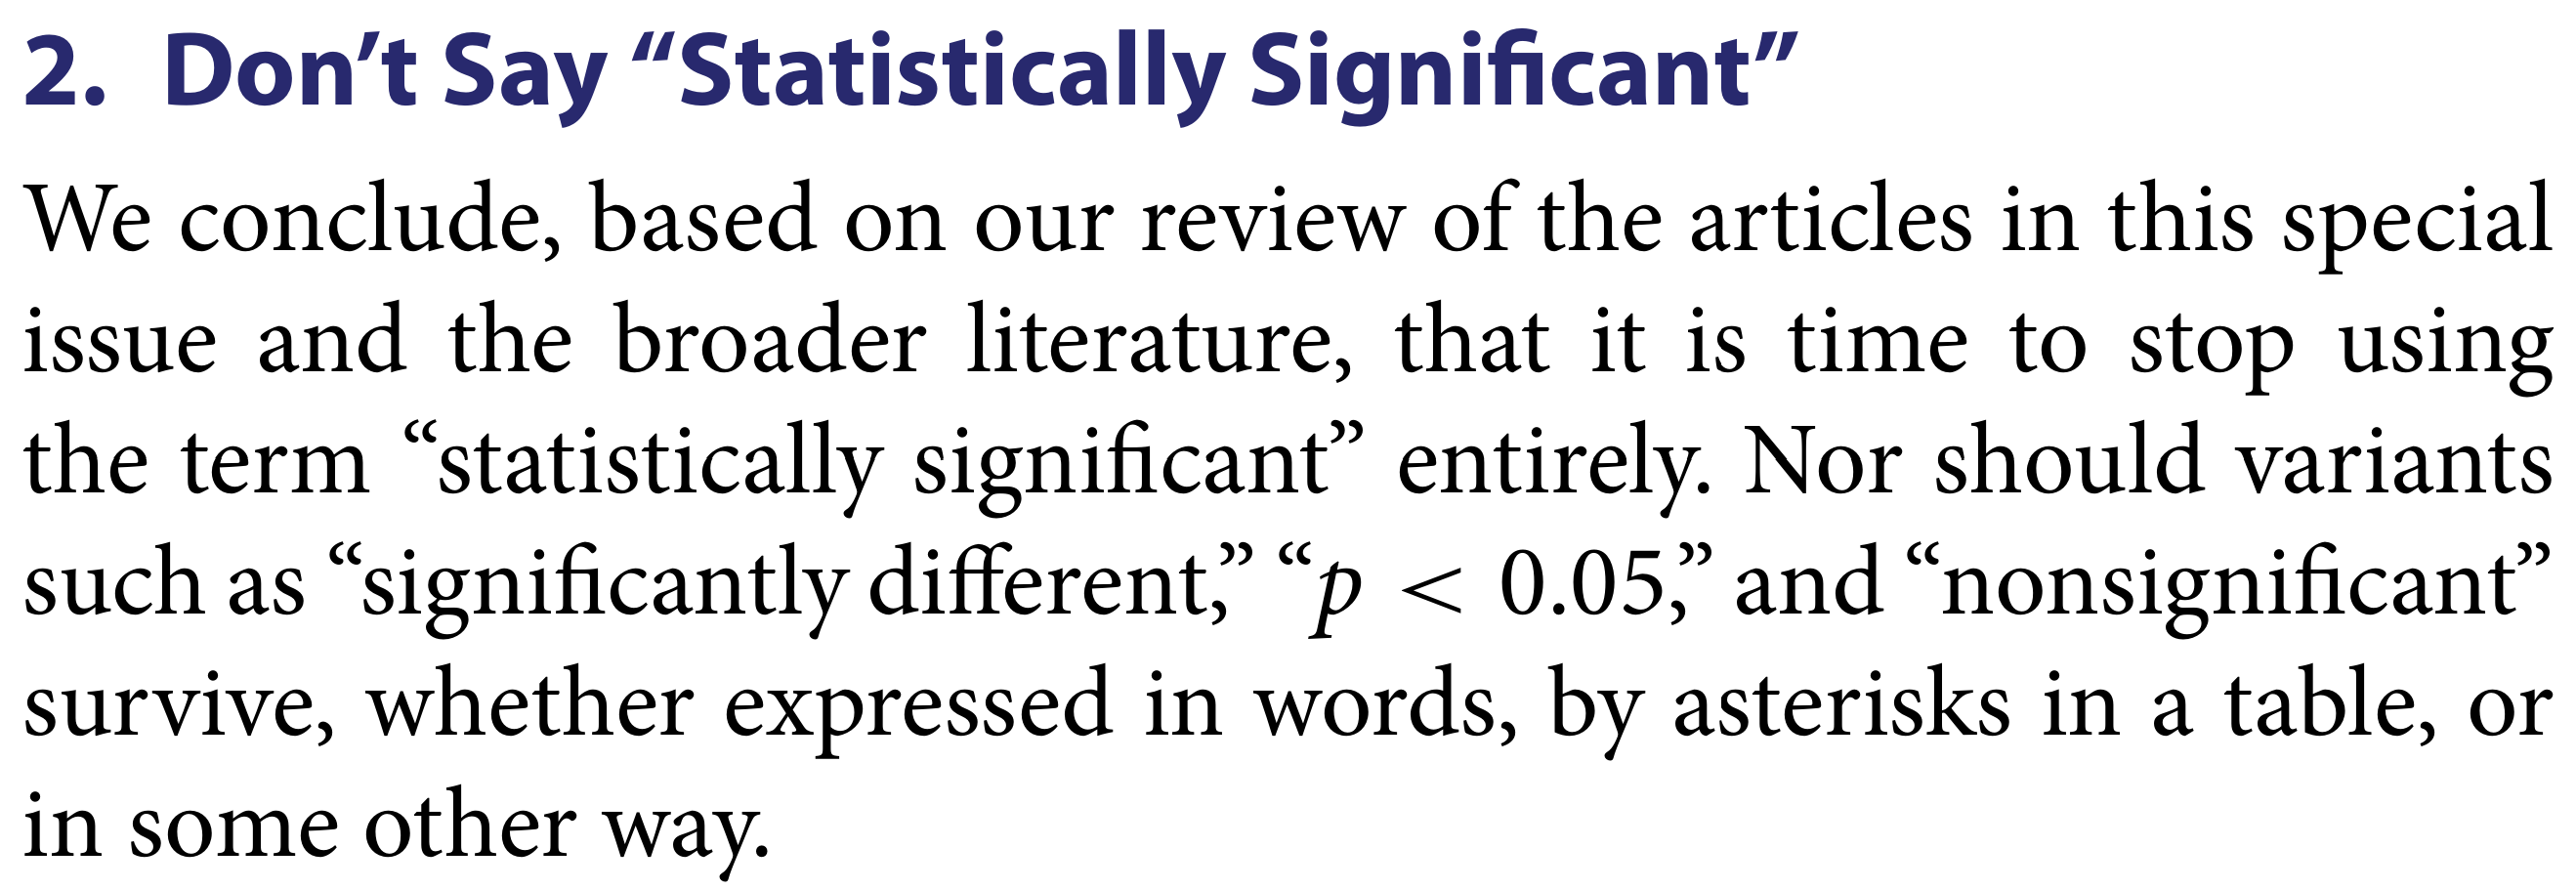 2. Don’t Say “Statistically Significant”
We conclude, based on our review of the articles in this special
issue and the broader literature, that it is time to stop using
the term “statistically significant” entirely. Nor should variants
such as “significantly different,” “p < 0.05,” and “nonsignificant”
survive, whether expressed in words, by asterisks in a table, or
in some other way.